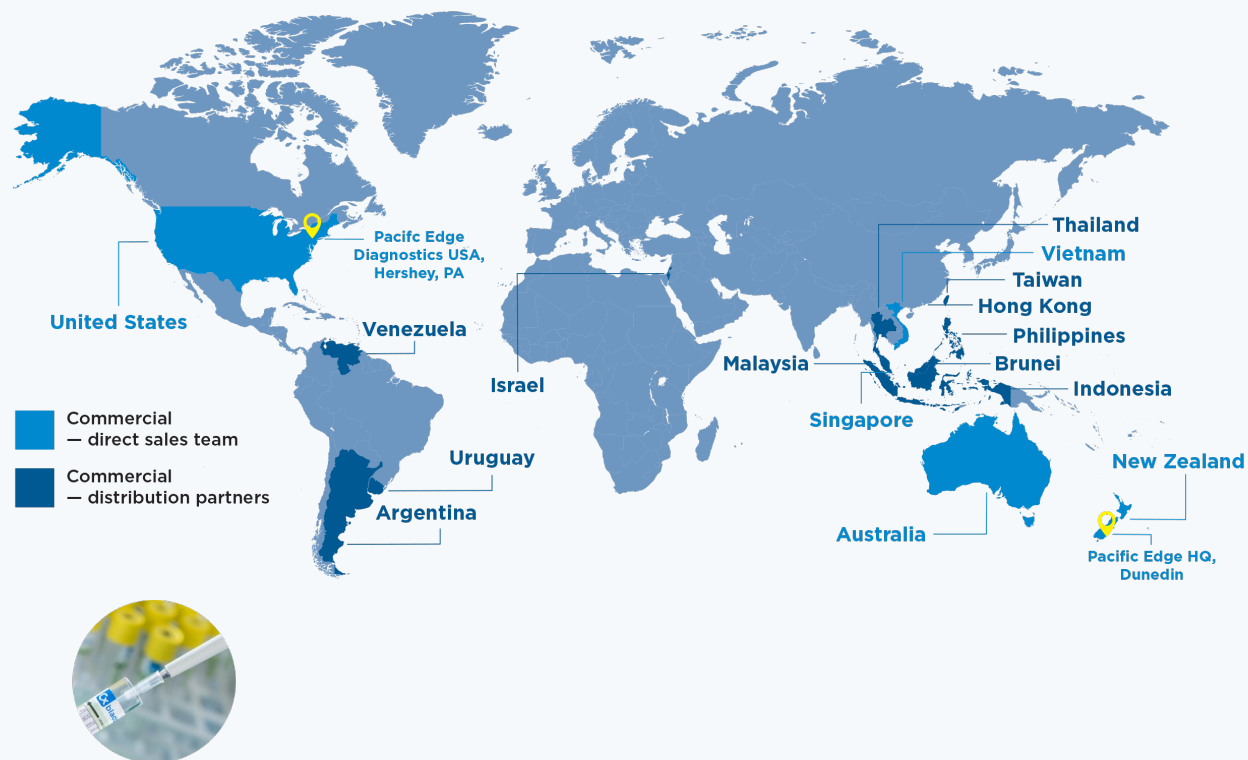 Thailand
Pacifc Edge
Diagnostics USA,
Hershey, PA
Vietnam
Taiwan
Hong Kong
United States
Venezuela
Philippines
Malaysia
Brunei
Israel
Indonesia
Commercial
— direct sales team
Singapore
Uruguay
New Zealand
Commercial
— distribution partners
Argentina
Australia
Pacific Edge HQ,
Dunedin
Cx